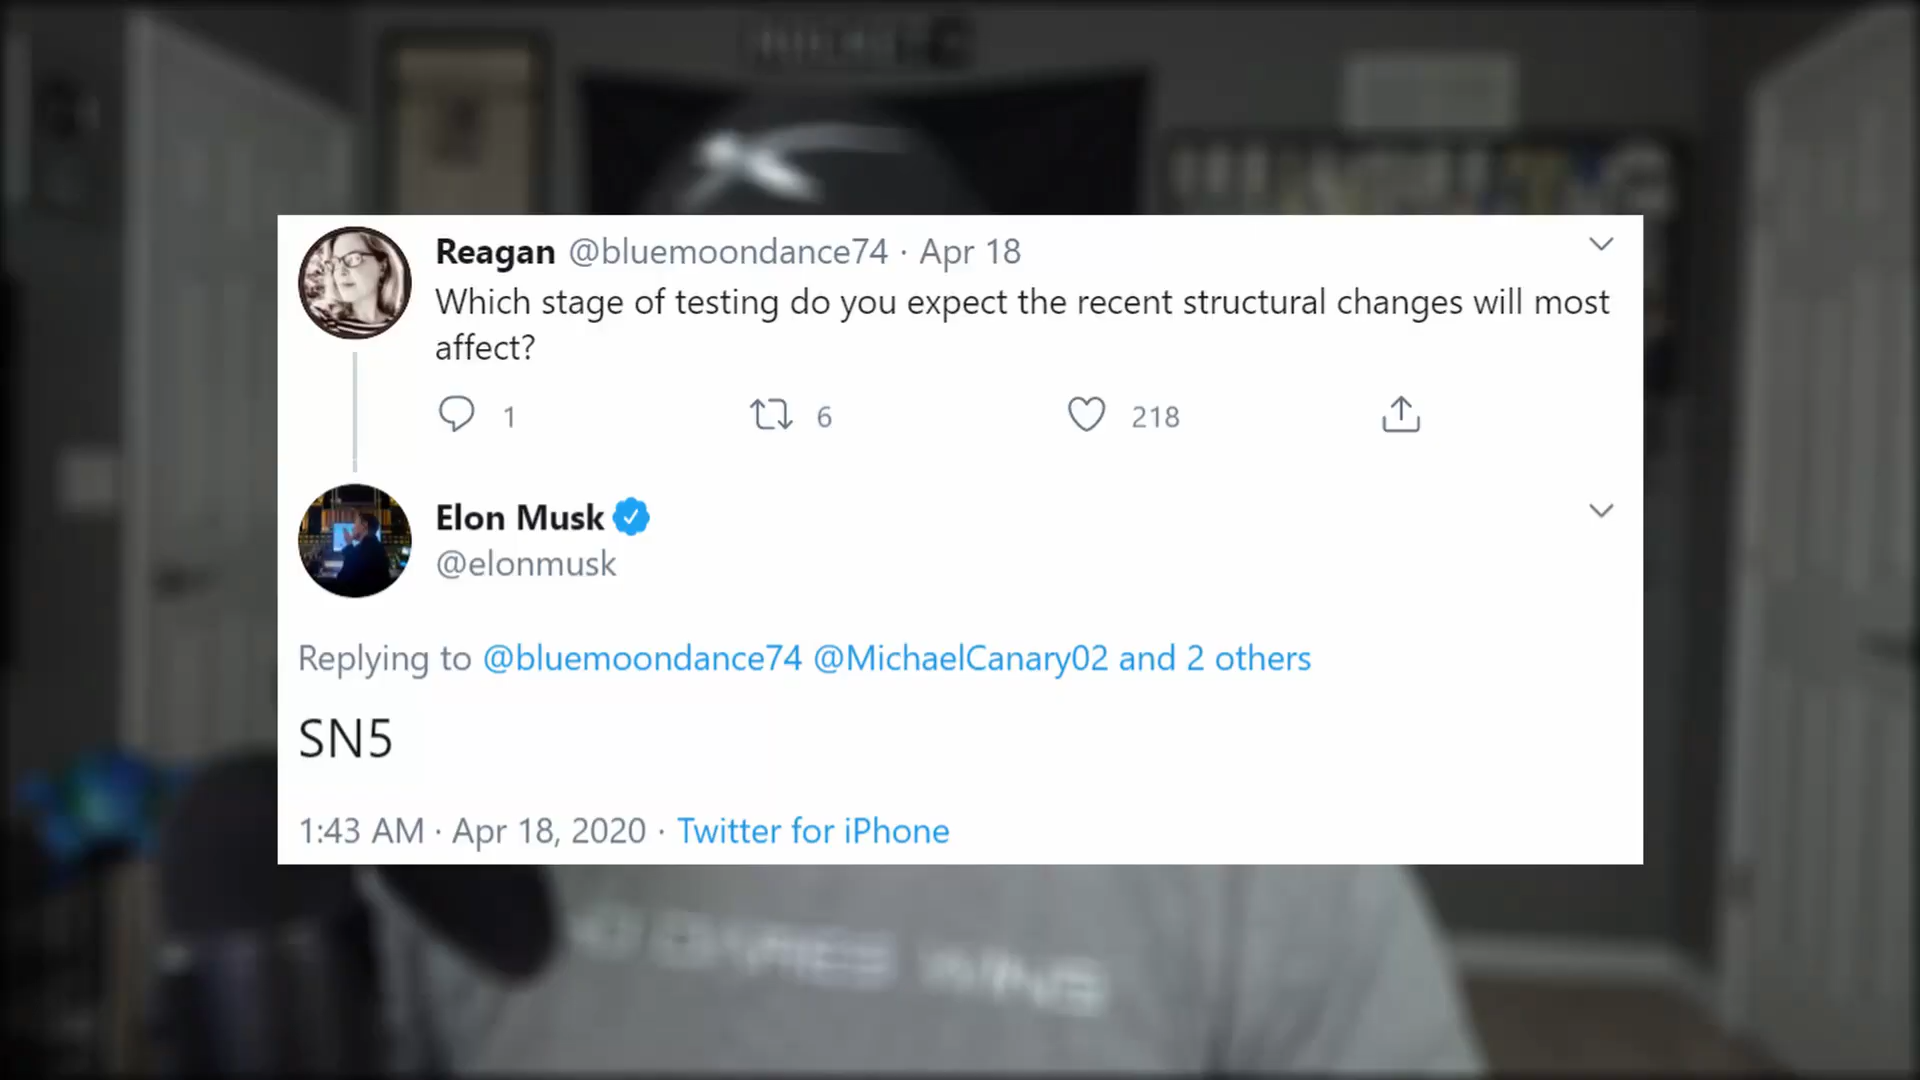 Reagan @bluemoondance74 · Apr 18
Which stage of testing do you expect the recent structural changes will most
affect?
1 6 218
Elon Musk
@elonmusk
Replying to @bluemoondance74 @MichaelCanary02 and 2 others
SN5
1:43 AM · Apr 18, 2020 · Twitter for iPhone
WINS